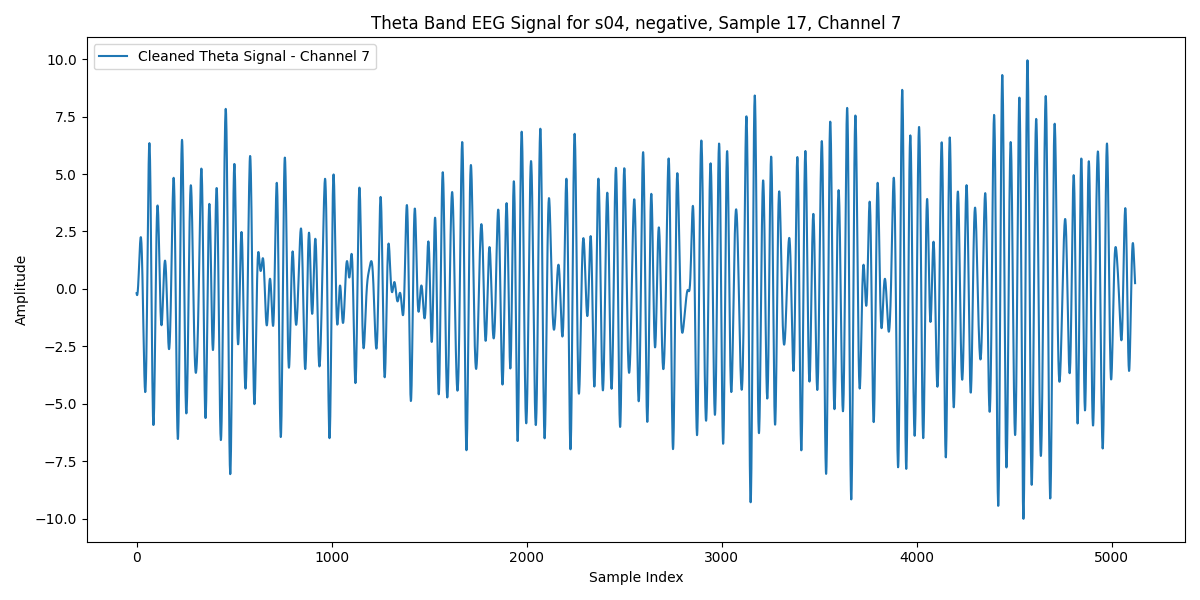 Theta Band EEG Signal for s04, negative, Sample 17, Channel 7
Cleaned Theta Signal - Channel 7
10.0
7.5
5.0
2.5
0.0
−2.5
−5.0
−7.5
−10.0
Amplitude
0 1000 2000 3000 4000 5000
Sample Index